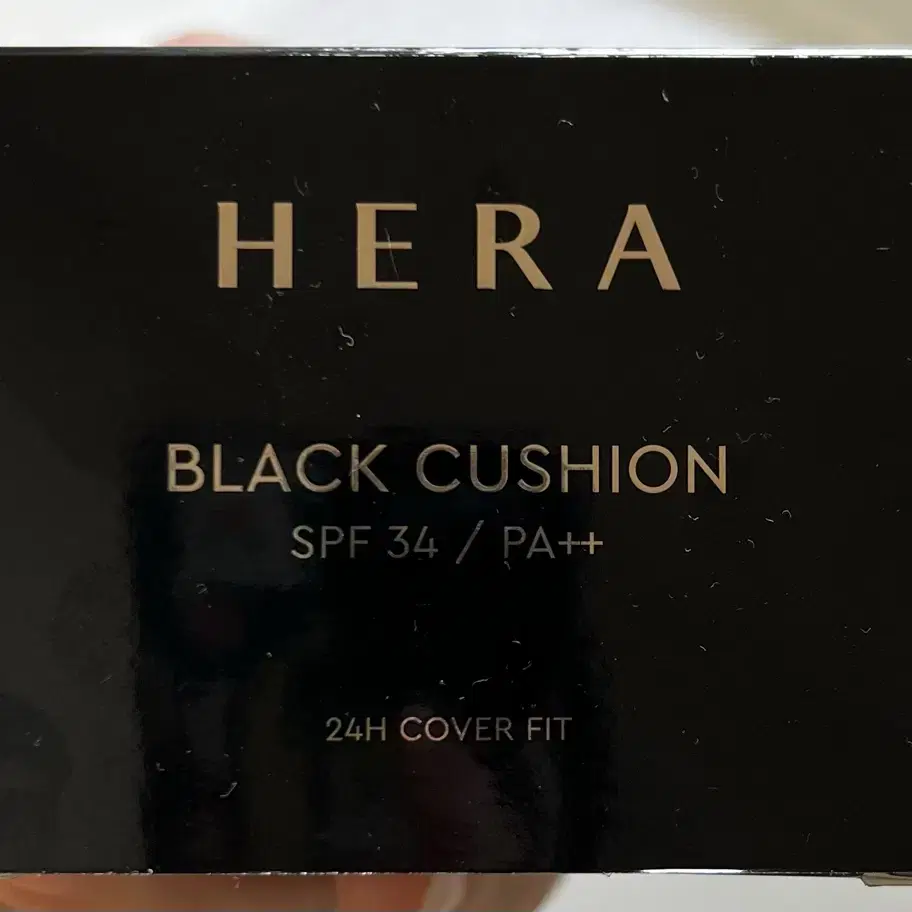 HERA
BLACK CUSHION
SPF 34 / PA++
24H COVER FIT